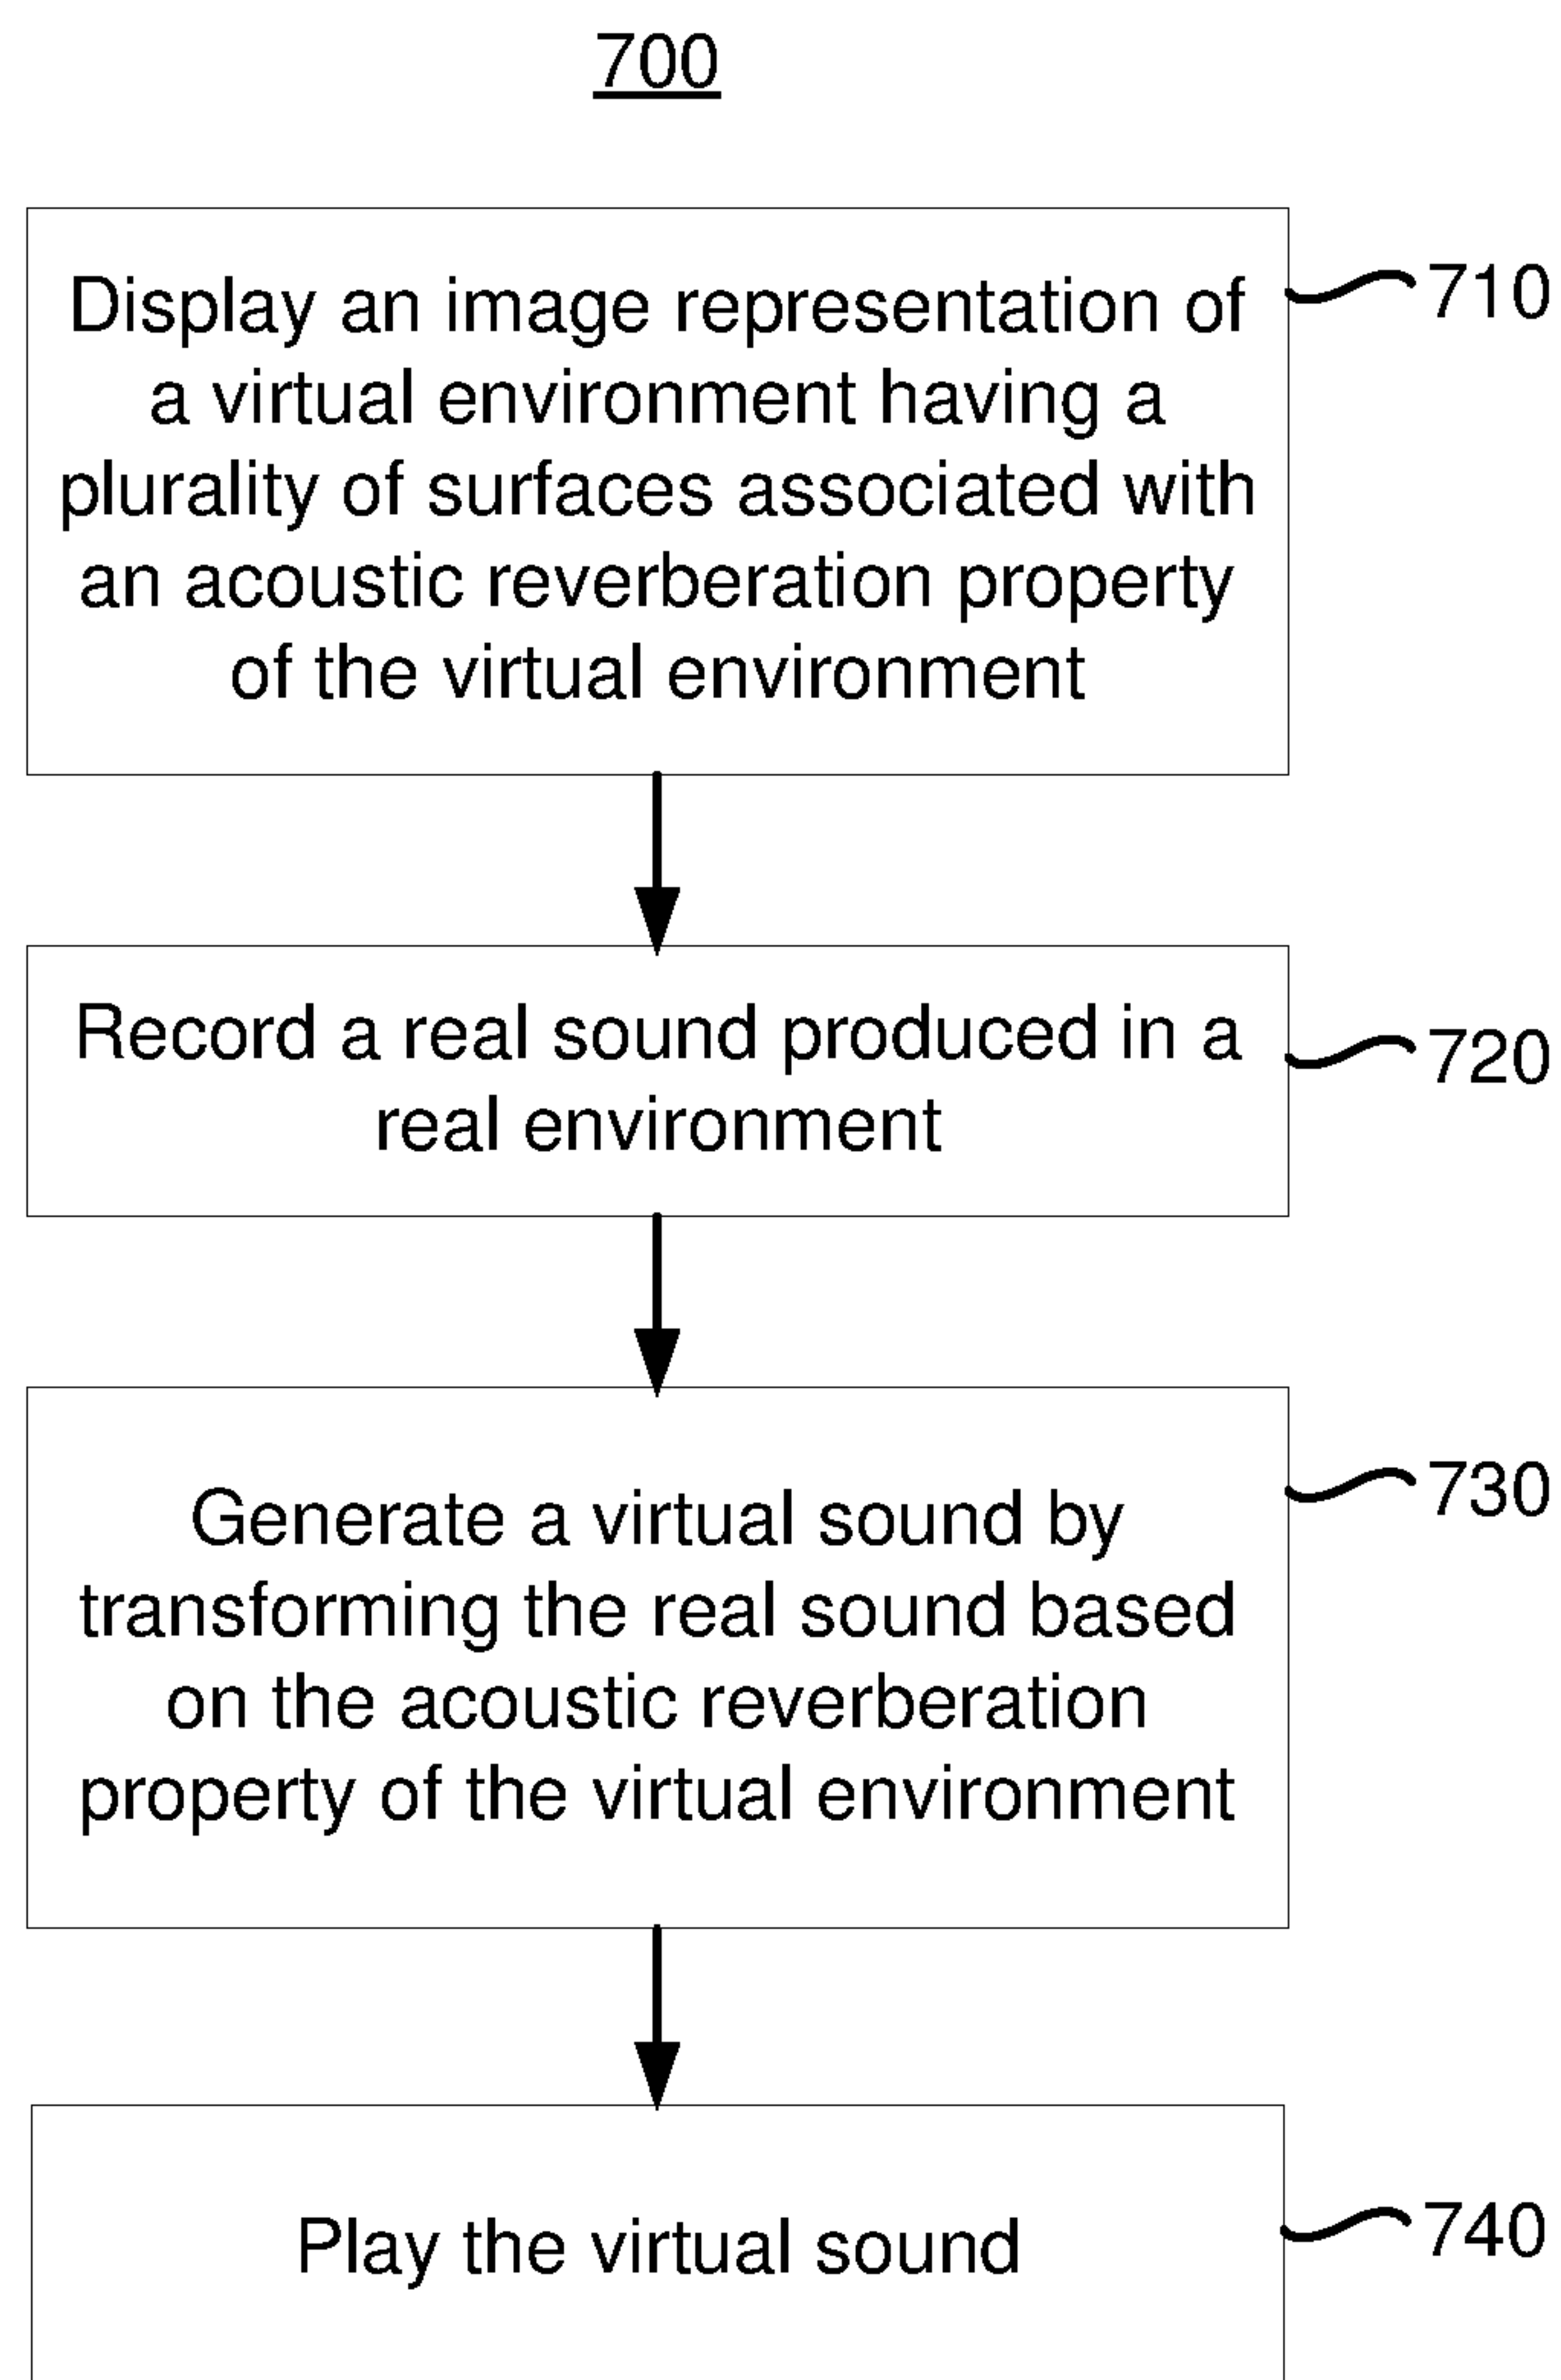 700
Display an image representation of
a virtual environment having a
plurality of surfaces associated with
an acoustic reverberation property
of the virtual environment
710
Record a real sound produced in a
real environment
720
Generate a virtual sound by
transforming the real sound based
on the acoustic reverberation
property of the virtual environment
730
Play the virtual sound
740